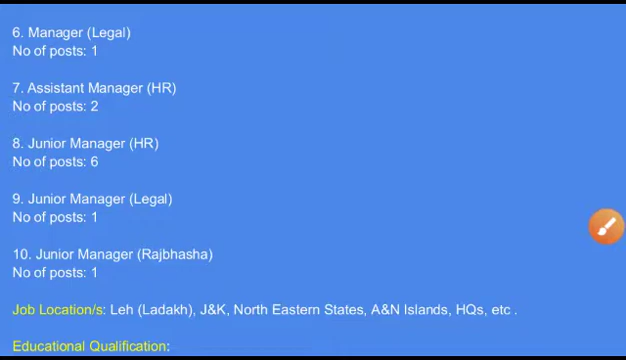 6. Manager (Legal)
No of posts: 1
7. Assistant Manager (HR)
No of posts: 2
8. Junior Manager (HR)
No of posts: 6
9. Junior Manager (Legal)
No of posts: 1
10. Junior Manager (Rajbhasha)
No of posts: 1
Job Location/s: Leh (Ladakh), J&K, North Eastern States, A&N Islands, HQs, etc .
Educational Qualification: